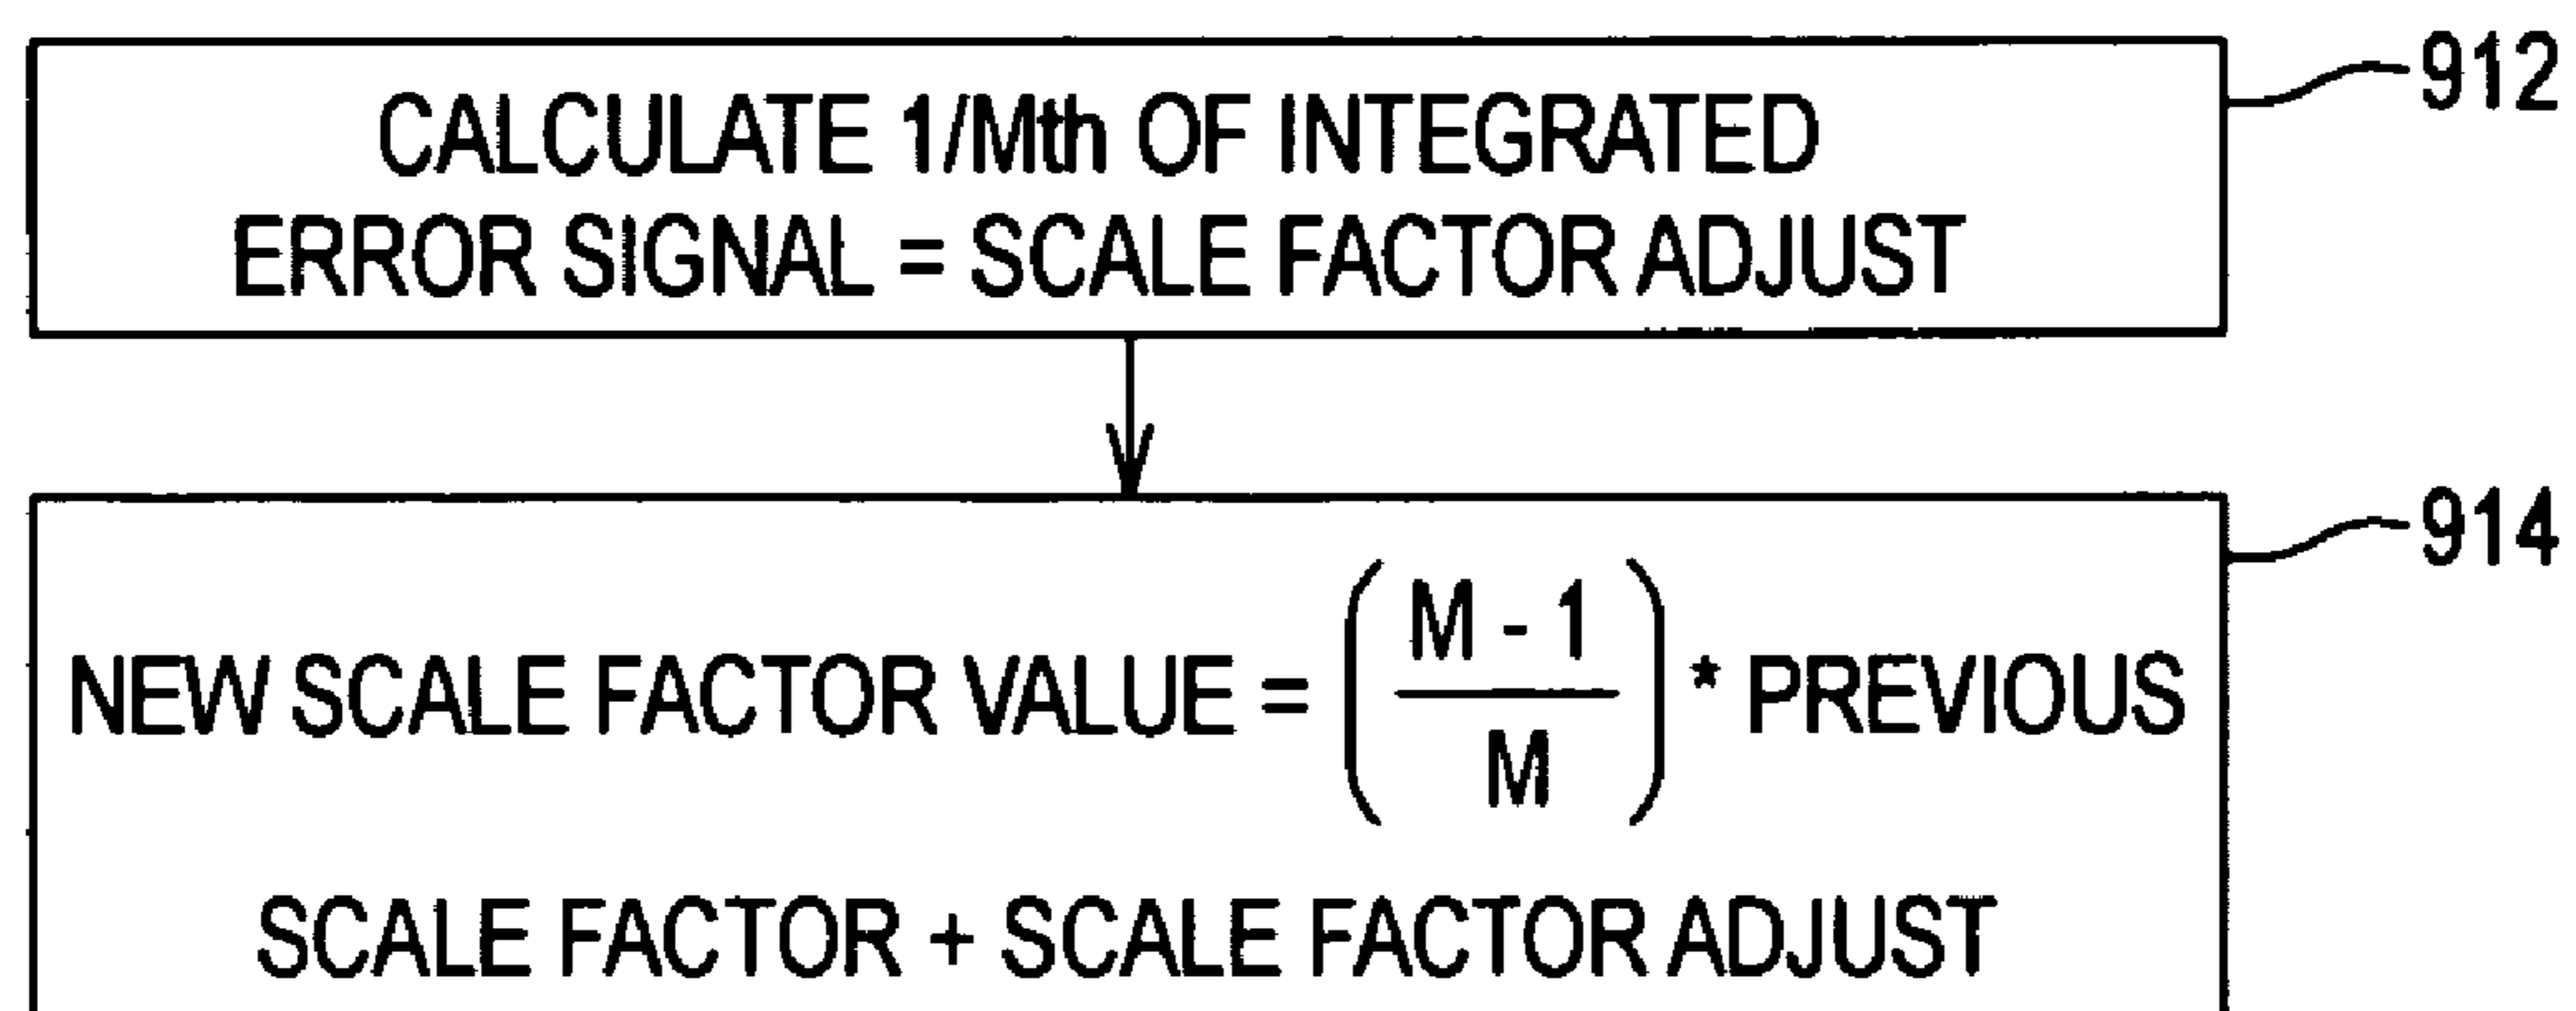 CALCULATE 1/Mth OF INTEGRATED
912
ERROR SIGNAL = SCALE FACTOR ADJUST
914
NEW SCALE FACTOR VALUE = ( M - 1 / M ) * PREVIOUS
SCALE FACTOR + SCALE FACTOR ADJUST